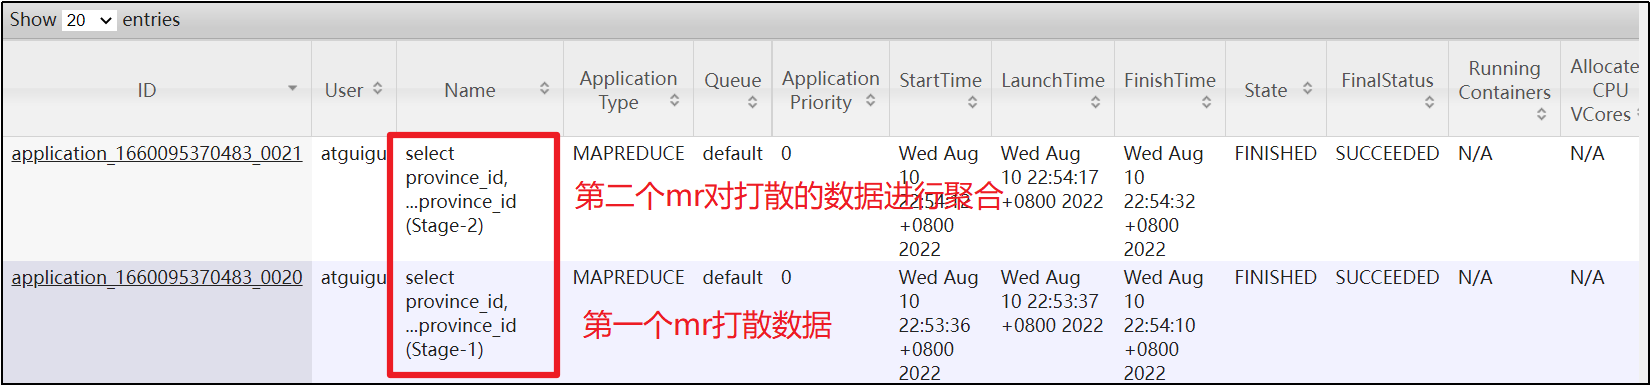 Show 20 entries
ID
User
Name
Application
Type
Queue
Application
Priority
StartTime
LaunchTime
FinishTime
State
FinalStatus
Running
Containers
Allocate
CPU
VCores
application_1660095370483_0021
atguigu
select
province_id,
...province_id
(Stage-2)
MAPREDUCE
default
0
Wed Aug
10
22:54:12
+0800
2022
Wed Aug
10 22:54:17
+0800 2022
Wed Aug
10
22:54:32
+0800
2022
FINISHED
SUCCEEDED
N/A
N/A
第二个mr对打散的数据进行聚合
application_1660095370483_0020
atguigu
select
province_id,
...province_id
(Stage-1)
MAPREDUCE
default
0
Wed Aug
10
22:53:36
+0800
2022
Wed Aug
10 22:53:37
+0800 2022
Wed Aug
10
22:54:10
+0800
2022
FINISHED
SUCCEEDED
N/A
N/A
第一个mr打散数据